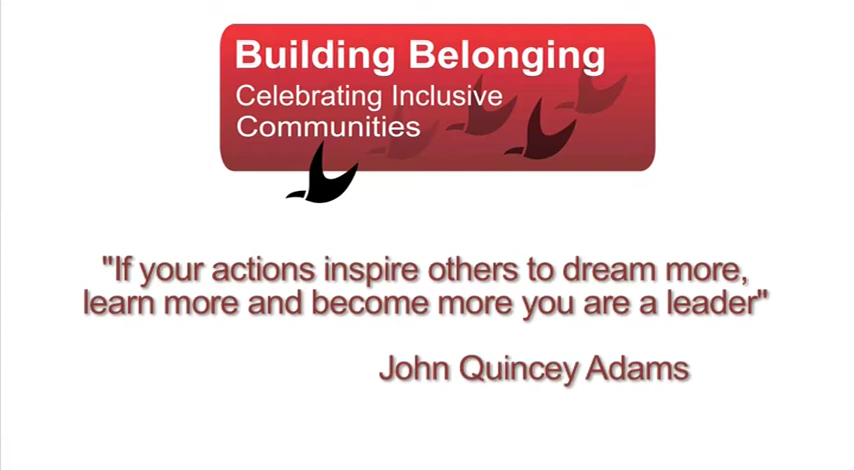 Building Belonging
Celebrating Inclusive
Communities
"If your actions inspire others to dream more,
learn more and become more you are a leader"
John Quincey Adams